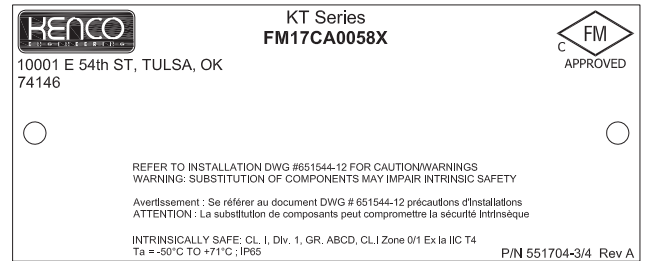 KENCO
ENGINEERING
KT Series
FM17CA0058X
C FM
APPROVED
10001 E 54th ST, TULSA, OK
74146
REFER TO INSTALLATION DWG #651544-12 FOR CAUTION/WARNINGS
WARNING: SUBSTITUTION OF COMPONENTS MAY IMPAIR INTRINSIC SAFETY
Avertissement : Se référer au document DWG # 651544-12 précautions d'Installations
ATTENTION : La substitution de composants peut compromettre la sécurité Intrinsèque
INTRINSICALLY SAFE: CL. I, Div. 1, GR. ABCD, CL.I Zone 0/1 Ex Ia IIC T4
Ta = -50°C TO +71°C ; IP65
P/N 551704-3/4 Rev A